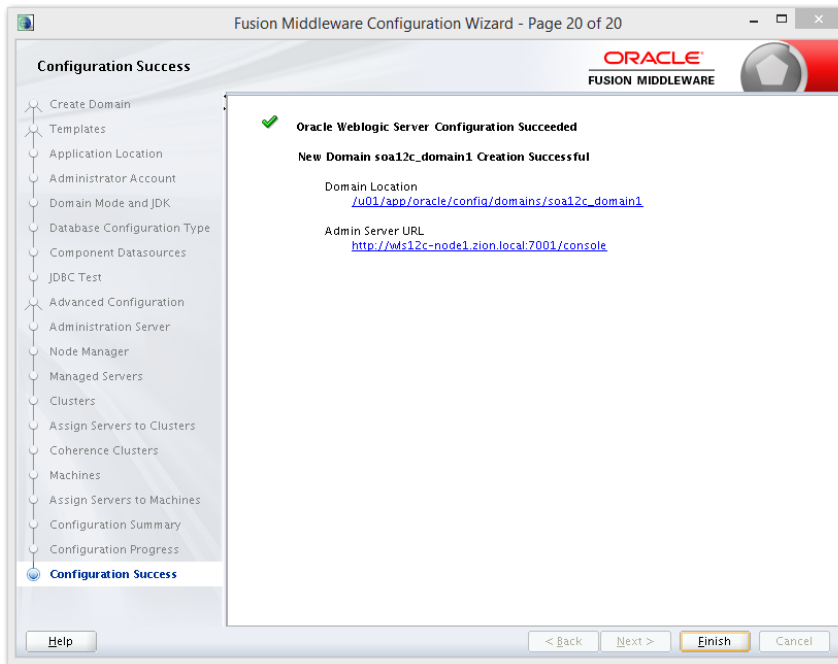 Fusion Middleware Configuration Wizard - Page 20 of 20
Configuration Success
ORACLE
FUSION MIDDLEWARE
Create Domain
Templates
Application Location
Administrator Account
Domain Mode and JDK
Database Configuration Type
Component Datasources
JDBC Test
Advanced Configuration
Administration Server
Node Manager
Managed Servers
Clusters
Assign Servers to Clusters
Coherence Clusters
Machines
Assign Servers to Machines
Configuration Summary
Configuration Progress
Configuration Success
Oracle Weblogic Server Configuration Succeeded
New Domain soa12c_domain1 Creation Successful
Domain Location
/u01/app/oracle/config/domains/soa12c_domain1
Admin Server URL
http://wls12c-node1.zion.local:7001/console
Help
< Back
Next >
Finish
Cancel